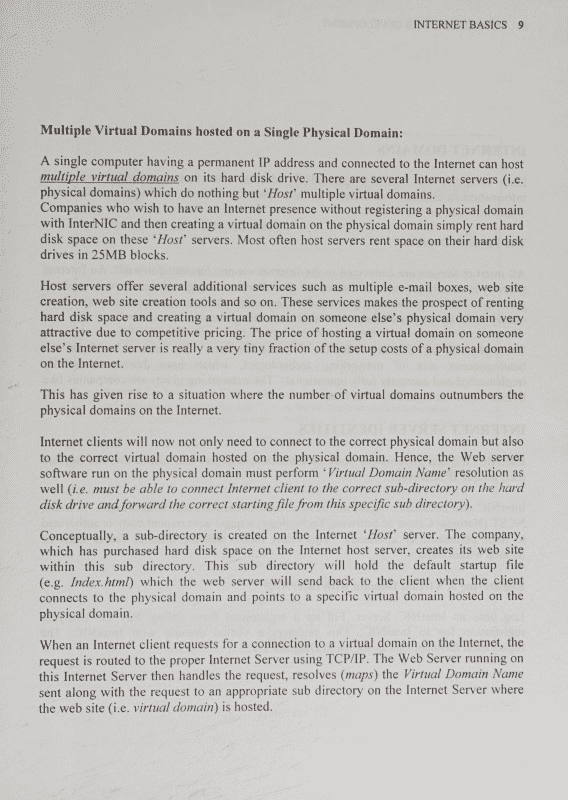 INTERNET BASICS 9
Multiple Virtual Domains hosted on a Single Physical Domain:
A single computer having a permanent IP address and connected to the Internet can host
multiple virtual domains on its hard disk drive. There are several Internet servers (i.e.
physical domains) which do nothing but ‘Host’ multiple virtual domains.
Companies who wish to have an Internet presence without registering a physical domain
with InterNIC and then creating a virtual domain on the physical domain simply rent hard
disk space on these ‘Host’ servers. Most often host servers rent space on their hard disk
drives in 25MB blocks.
Host servers offer several additional services such as multiple e-mail boxes, web site
creation, web site creation tools and so on. These services makes the prospect of renting
hard disk space and creating a virtual domain on someone else’s physical domain very
attractive due to competitive pricing. The price of hosting a virtual domain on someone
else’s Internet server is really a very tiny fraction of the setup costs of a physical domain
on the Internet.
This has given rise to a situation where the number of virtual domains outnumbers the
physical domains on the Internet.
Internet clients will now not only need to connect to the correct physical domain but also
to the correct virtual domain hosted on the physical domain. Hence, the Web server
software run on the physical domain must perform ‘Virtual Domain Name’ resolution as
well (i.e. must be able to connect Internet client to the correct sub-directory on the hard
disk drive and forward the correct starting file from this specific sub directory).
Conceptually, a sub-directory is created on the Internet ‘Host’ server. The company,
which has purchased hard disk space on the Internet host server, creates its web site
within this sub directory. This sub directory will hold the default startup file
(e.g. Index.html) which the web server will send back to the client when the client
connects to the physical domain and points to a specific virtual domain hosted on the
physical domain.
When an Internet client requests for a connection to a virtual domain on the Internet, the
request is routed to the proper Internet Server using TCP/IP. The Web Server running on
this Internet Server then handles the request, resolves (maps) the Virtual Domain Name
sent along with the request to an appropriate sub directory on the Internet Server where
the web site (i.e. virtual domain) is hosted.